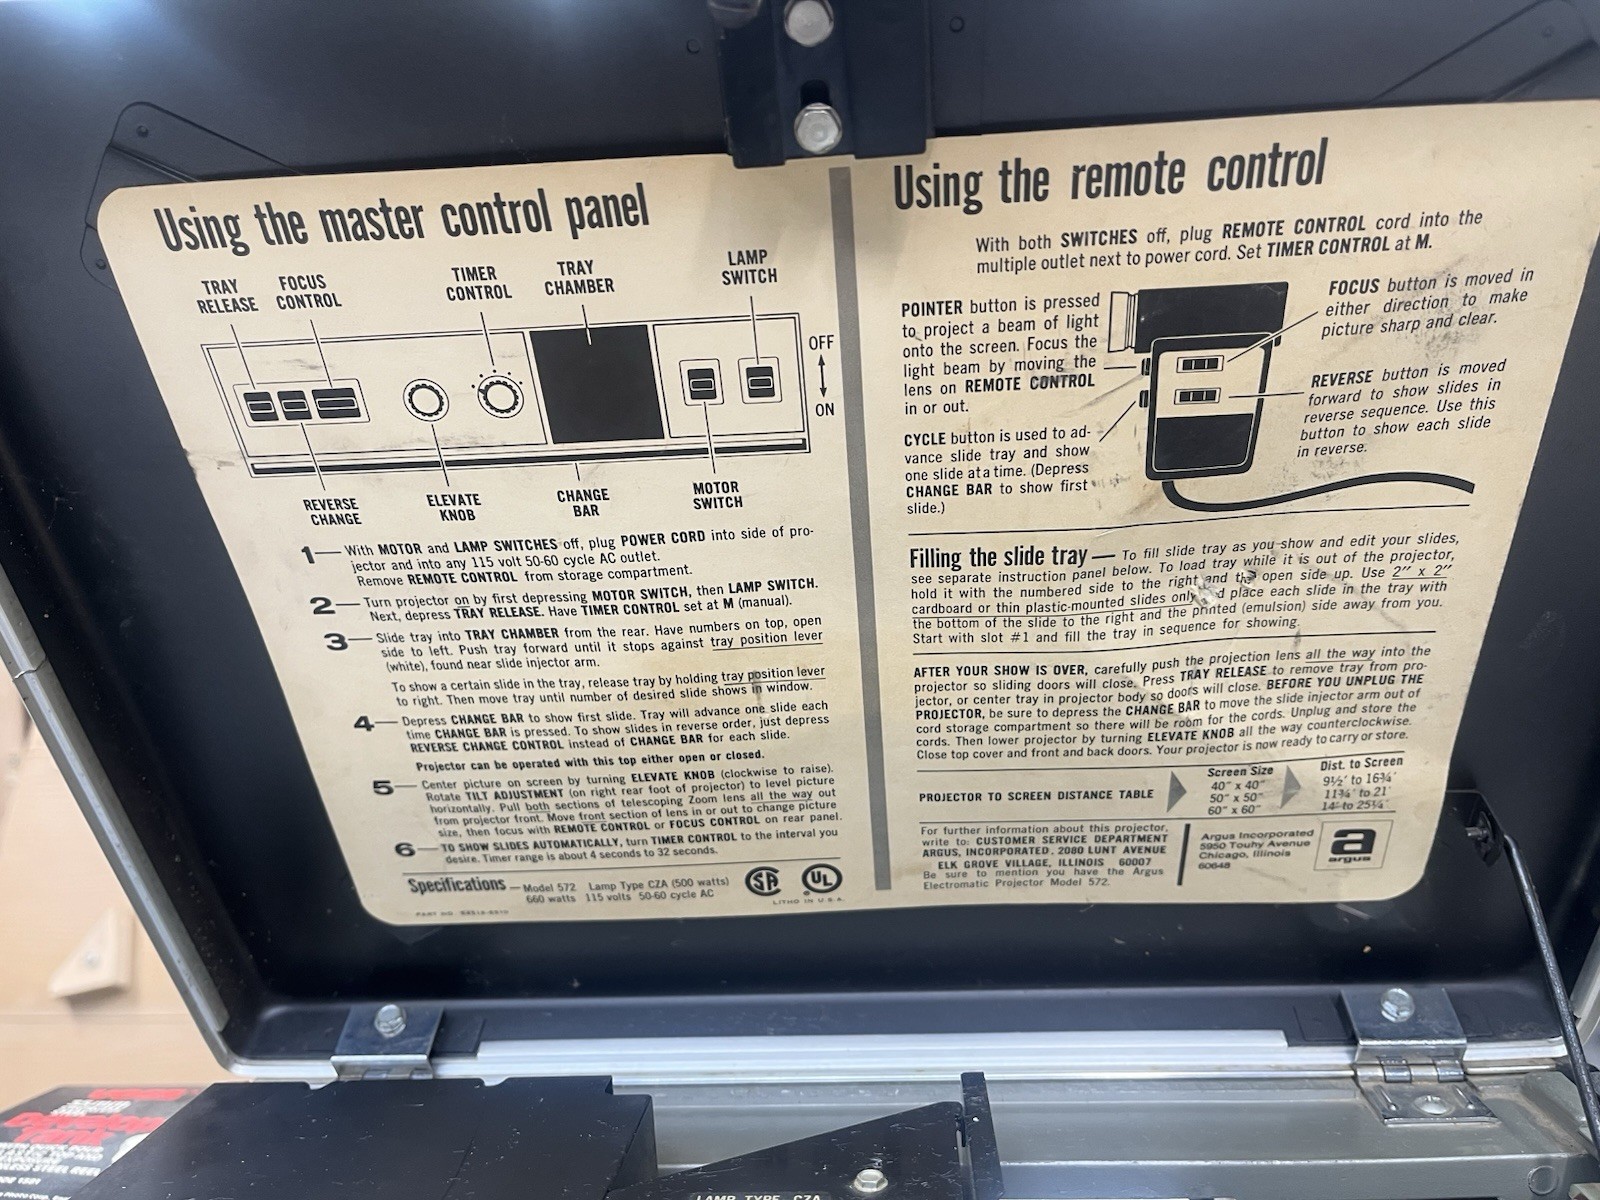 Using the master control panel
TRAY
RELEASE
FOCUS
CONTROL
TIMER
CONTROL
TRAY
CHAMBER
LAMP
SWITCH
OFF
ON
REVERSE
CHANGE
ELEVATE
KNOB
CHANGE
BAR
MOTOR
SWITCH
1—With MOTOR and LAMP SWITCHES off, plug POWER CORD into side of pro-
jector and into any 115 volt 50-60 cycle AC outlet.
Remove REMOTE CONTROL from storage compartment.
2—Turn projector on by first depressing MOTOR SWITCH, then LAMP SWITCH.
Next, depress TRAY RELEASE. Have TIMER CONTROL set at M (manual).
3—Slide tray into TRAY CHAMBER from the rear. Have numbers on top, open
side to left. Push tray forward until it stops against tray position lever
(white), found near slide injector arm.
To show a certain slide in the tray, release tray by holding tray position lever
to right. Then move tray until number of desired slide shows in window.
4—Depress CHANGE BAR to show first slide. Tray will advance one slide each
time CHANGE BAR is pressed. To show slides in reverse order, just depress
REVERSE CHANGE CONTROL instead of CHANGE BAR for each slide.
Projector can be operated with this top either open or closed.
5—Center picture on screen by turning ELEVATE KNOB (clockwise to raise).
Rotate TILT ADJUSTMENT (on right rear foot of projector) to level picture
horizontally. Pull both sections of telescoping Zoom lens all the way out
from projector front. Move front section of lens in or out to change picture
size, then focus with REMOTE CONTROL or FOCUS CONTROL on rear panel.
6—TO SHOW SLIDES AUTOMATICALLY, turn TIMER CONTROL to the interval you
desire. Timer range is about 4 seconds to 32 seconds.
Specifications — Model 572 Lamp Type CZA (500 watts)
660 watts 115 volts 50-60 cycle AC
SA
UL
LITHO IN U.S.A.
PART NO.
Using the remote control
With both SWITCHES off, plug REMOTE CONTROL cord into the
multiple outlet next to power cord. Set TIMER CONTROL at M.
POINTER button is pressed
to project a beam of light
onto the screen. Focus the
light beam by moving the
lens on REMOTE CONTROL
in or out.
CYCLE button is used to ad-
vance slide tray and show
one slide at a time. (Depress
CHANGE BAR to show first
slide.)
FOCUS button is moved in
either direction to make
picture sharp and clear.
REVERSE button is moved
forward to show slides in
reverse sequence. Use this
button to show each slide
in reverse.
Filling the slide tray — To fill slide tray as you show and edit your slides,
see separate instruction panel below. To load tray while it is out of the projector,
hold it with the numbered side to the right and the open side up. Use 2" x 2"
cardboard or thin plastic-mounted slides only place each slide in the tray with
the bottom of the slide to the right and the printed (emulsion) side away from you.
Start with slot #1 and fill the tray in sequence for showing.
AFTER YOUR SHOW IS OVER, carefully push the projection lens all the way into the
projector so sliding doors will close. Press TRAY RELEASE to remove tray from pro-
jector, or center tray in projector body so doors will close. BEFORE YOU UNPLUG THE
PROJECTOR, be sure to depress the CHANGE BAR to move the slide injector arm out of
cord storage compartment so there will be room for the cords. Unplug and store the
cords. Then lower projector by turning ELEVATE KNOB all the way counterclockwise.
Close top cover and front and back doors. Your projector is now ready to carry or store.
PROJECTOR TO SCREEN DISTANCE TABLE
Screen Size
40" x 40"
50" x 50"
60" x 60"
Dist. to Screen
9½' to 16¾'
11¾' to 21'
14' to 25¼'
For further information about this projector,
write to: CUSTOMER SERVICE DEPARTMENT
ARGUS, INCORPORATED, 2080 LUNT AVENUE
ELK GROVE VILLAGE, ILLINOIS 60007
Be sure to mention you have the Argus
Electromatic Projector Model 572.
Argus Incorporated
5950 Touhy Avenue
Chicago, Illinois
60648
a
argus
LAMP TYPE CZA